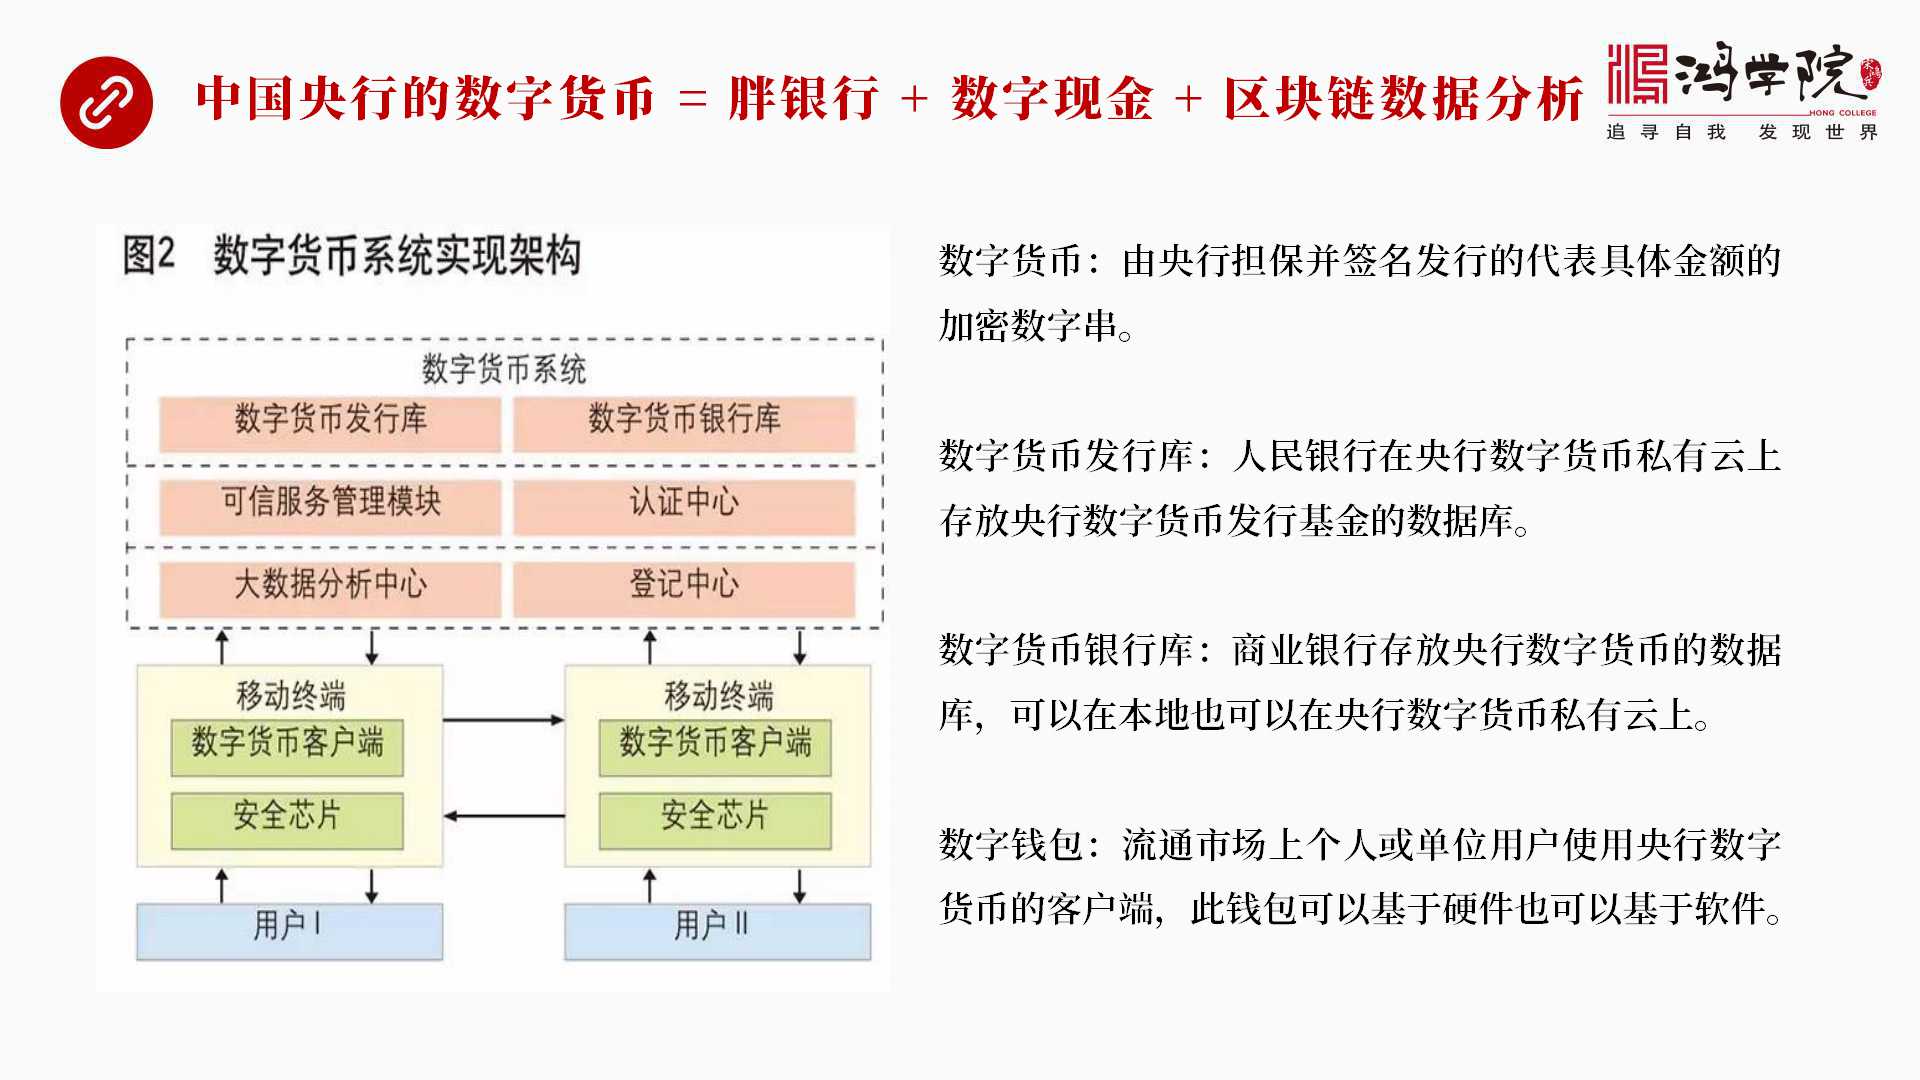 中国央行的数字货币 = 胖银行 + 数字现金 + 区块链数据分析
鸿学院
宋鸿兵
HONG COLLEGE
追寻自我 发现世界
图2 数字货币系统实现架构
数字货币系统
数字货币发行库 数字货币银行库
可信服务管理模块 认证中心
大数据分析中心 登记中心
移动终端 移动终端
数字货币客户端 数字货币客户端
安全芯片 安全芯片
用户 I 用户 II
数字货币：由央行担保并签名发行的代表具体金额的
加密数字串。
数字货币发行库：人民银行在央行数字货币私有云上
存放央行数字货币发行基金的数据库。
数字货币银行库：商业银行存放央行数字货币的数据
库，可以在本地也可以在央行数字货币私有云上。
数字钱包：流通市场上个人或单位用户使用央行数字
货币的客户端，此钱包可以基于硬件也可以基于软件。